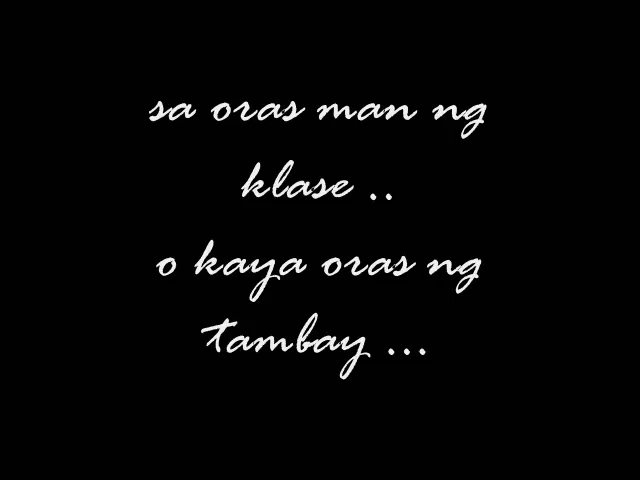 sa oras man ng
klase ..
o kaya oras ng
tambay ...